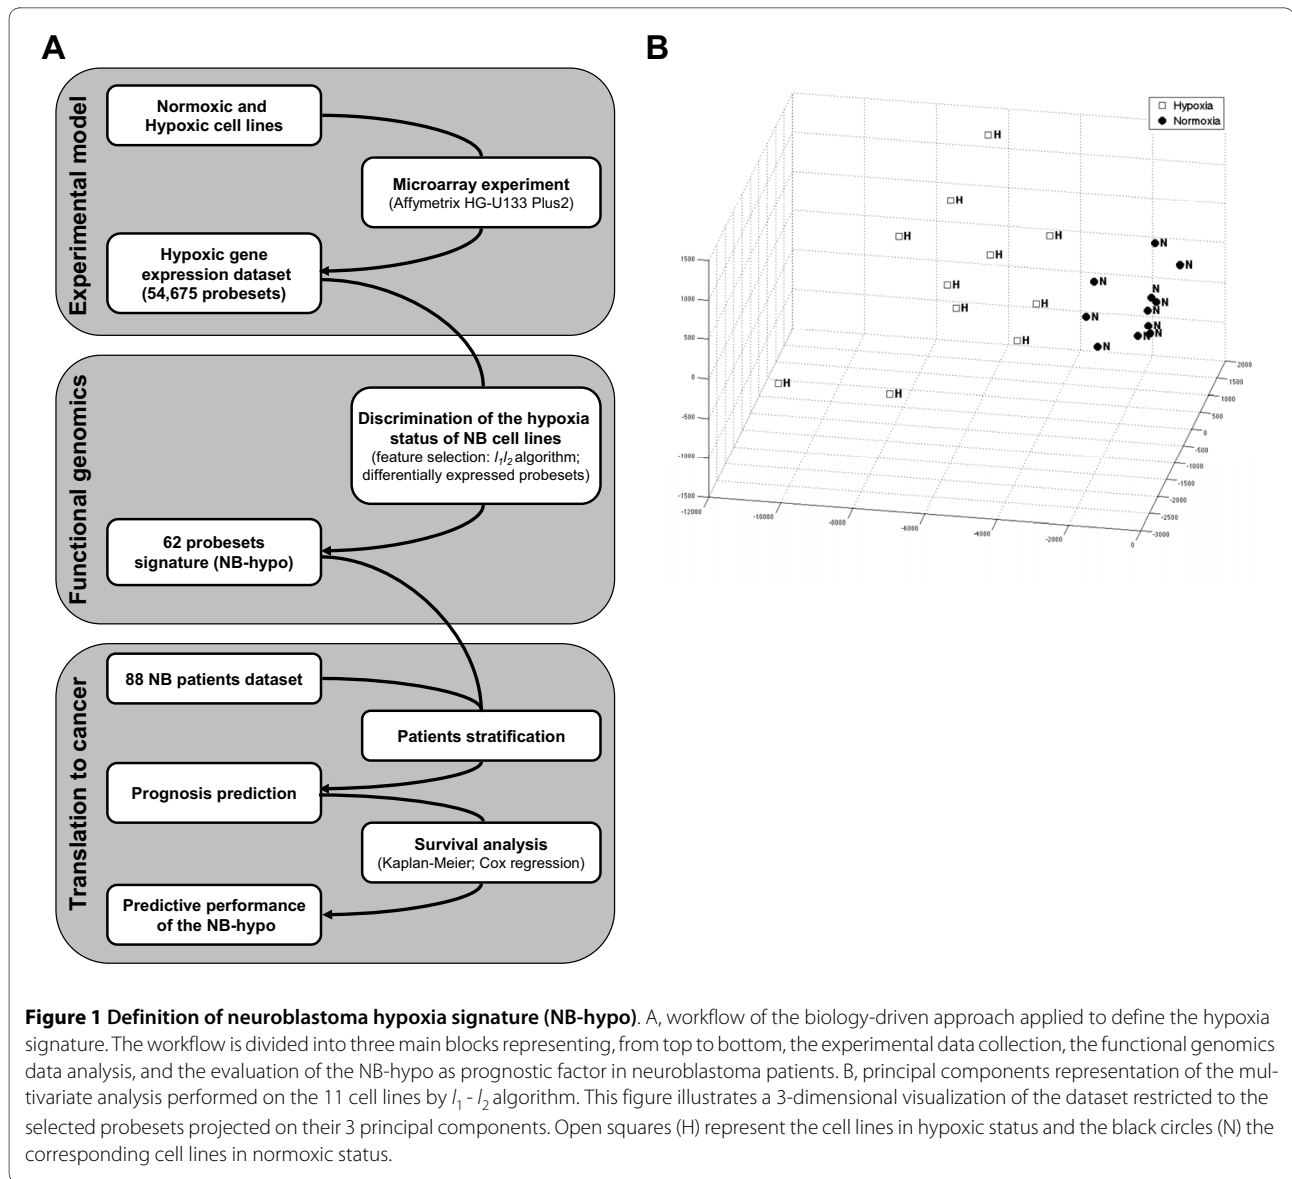 A
Experimental model
Normoxic and
Hypoxic cell lines
Microarray experiment
(Affymetrix HG-U133 Plus2)
Hypoxic gene
expression dataset
(54,675 probesets)
Functional genomics
Discrimination of the hypoxia
status of NB cell lines
(feature selection: l1l2 algorithm;
differentially expressed probesets)
62 probesets
signature (NB-hypo)
Translation to cancer
88 NB patients dataset
Patients stratification
Prognosis prediction
Survival analysis
(Kaplan-Meier; Cox regression)
Predictive performance
of the NB-hypo
B
Hypoxia
Normoxia
H
H
H
H
H
H
H
H
H
H
H
N
N
N
N
N
N
N
N
N
N
N
1500
1000
500
0
-500
-1000
-1500
-12000
-10000
-8000
-6000
-4000
-2000
0
2000
1500
1000
500
0
-500
-1000
-1500
-2000
-2500
-3000
Figure 1 Definition of neuroblastoma hypoxia signature (NB-hypo). A, workflow of the biology-driven approach applied to define the hypoxia
signature. The workflow is divided into three main blocks representing, from top to bottom, the experimental data collection, the functional genomics
data analysis, and the evaluation of the NB-hypo as prognostic factor in neuroblastoma patients. B, principal components representation of the mul-
tivariate analysis performed on the 11 cell lines by l1 - l2 algorithm. This figure illustrates a 3-dimensional visualization of the dataset restricted to the
selected probesets projected on their 3 principal components. Open squares (H) represent the cell lines in hypoxic status and the black circles (N) the
corresponding cell lines in normoxic status.